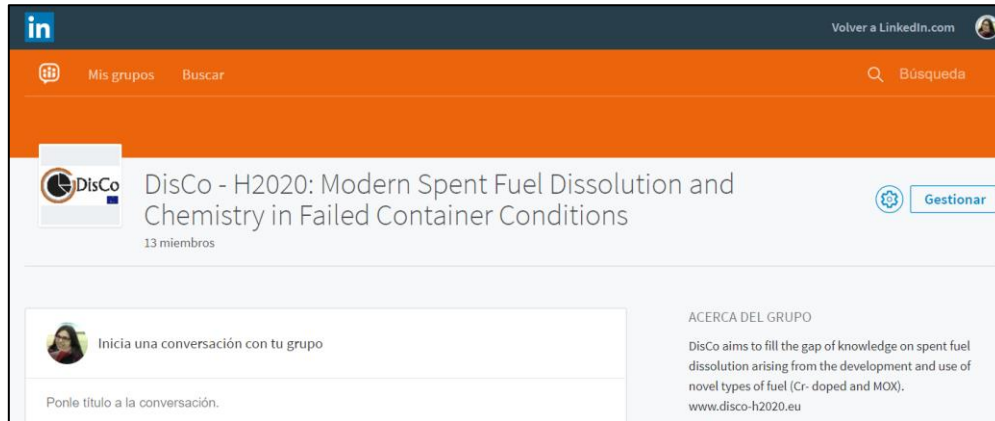 in
Volver a LinkedIn.com
Mis grupos
Buscar
Búsqueda
DisCo
DisCo - H2020: Modern Spent Fuel Dissolution and
Chemistry in Failed Container Conditions
13 miembros
Gestionar
Inicia una conversación con tu grupo
Ponle título a la conversación.
ACERCA DEL GRUPO
DisCo aims to fill the gap of knowledge on spent fuel
dissolution arising from the development and use of
novel types of fuel (Cr- doped and MOX).
www.disco-h2020.eu